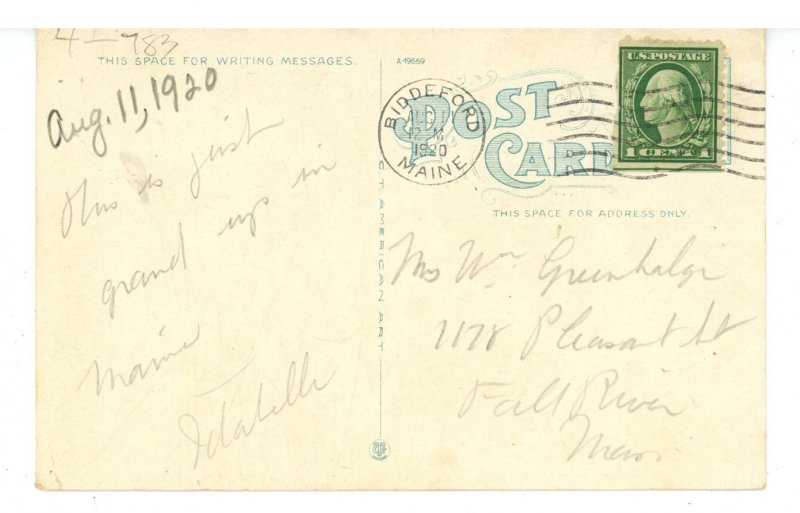 4-783
THIS SPACE FOR WRITING MESSAGES.
A-19669
Aug. 11, 1920
This is just
grand up in
Maine
Idabelle
C T AMERICAN ART
BIDDEFORD
1920
MAINE
POST
CARD
U.S. POSTAGE
1 CENT 1
THIS SPACE FOR ADDRESS ONLY.
Mrs Wm Greenhalge
1178 Pleasant St
Fall River
Mass